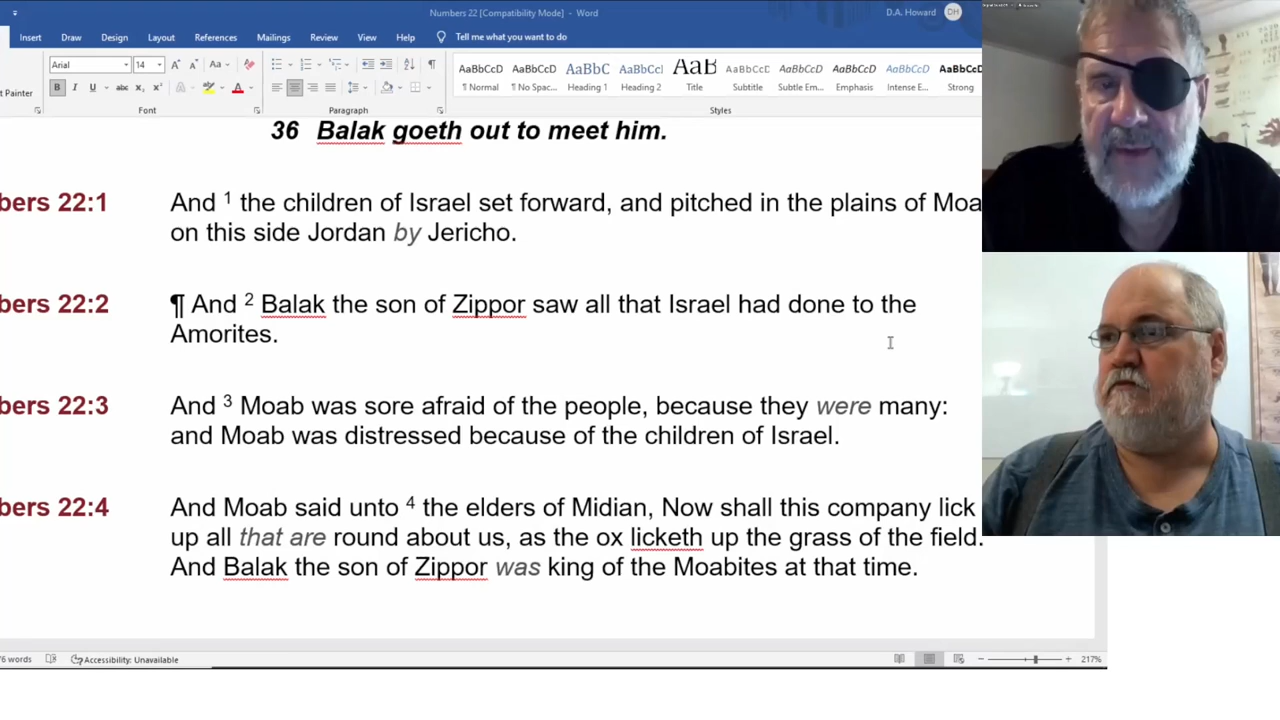 Numbers 22 [Compatibility Mode] - Word
D.A. Howard
DH
Insert Draw Design Layout References Mailings Review View Help Tell me what you want to do
Arial 14 Aa
B I U abc x₂ x² A A
Painter
Font Paragraph Styles
AaBbCcD AaBbCcD AaBbC AaBbCcI AaB AaBbCcD AaBbCcD AaBbCcD AaBbCcD AaBbCcD
¶ Normal ¶ No Spac... Heading 1 Heading 2 Title Subtitle Subtle Em... Emphasis Intense E... Strong
36 Balak goeth out to meet him.
bers 22:1 And ¹ the children of Israel set forward, and pitched in the plains of Moa
on this side Jordan by Jericho.
bers 22:2 ¶ And ² Balak the son of Zippor saw all that Israel had done to the
Amorites.
bers 22:3 And ³ Moab was sore afraid of the people, because they were many:
and Moab was distressed because of the children of Israel.
bers 22:4 And Moab said unto ⁴ the elders of Midian, Now shall this company lick
up all that are round about us, as the ox licketh up the grass of the field.
And Balak the son of Zippor was king of the Moabites at that time.
6 words Accessibility: Unavailable 217%